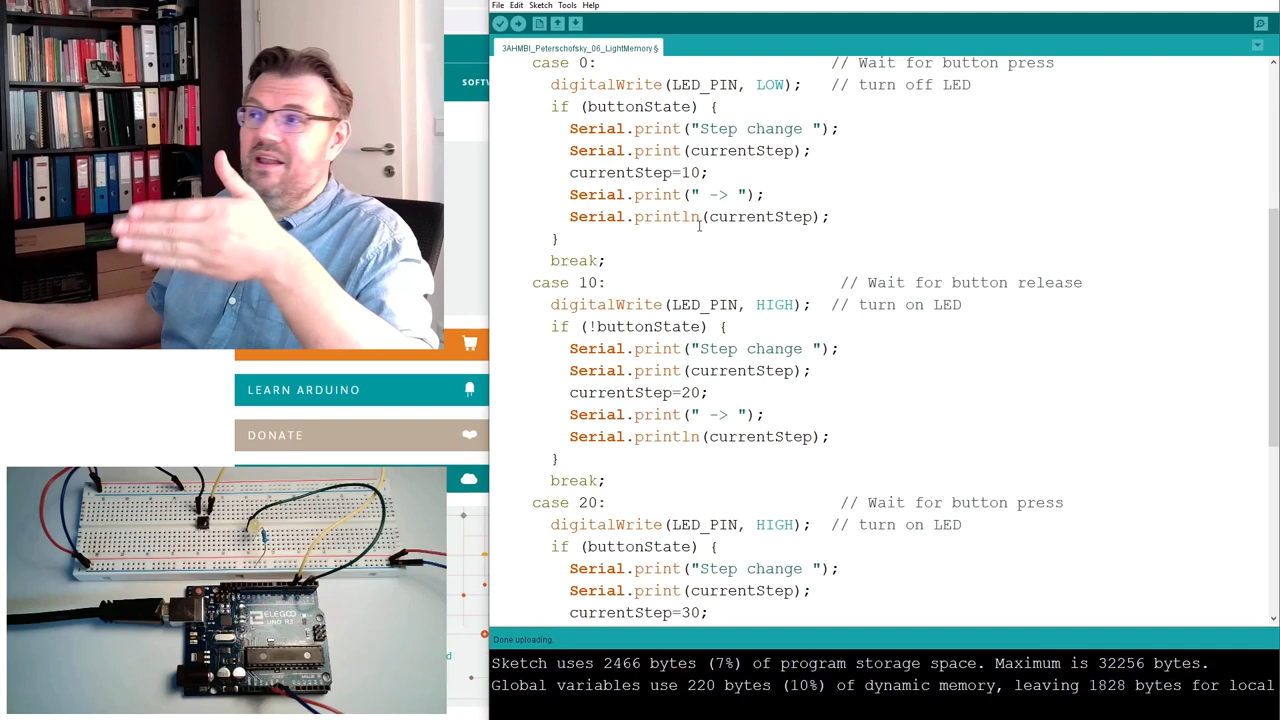 File Edit Sketch Tools Help
3AHMBI_Peterschofsky_06_LightMemory §
case 0: // Wait for button press
digitalWrite(LED_PIN, LOW); // turn off LED
if (buttonState) {
Serial.print("Step change ");
Serial.print(currentStep);
currentStep=10;
Serial.print(" -> ");
Serial.println(currentStep);
}
break;
case 10: // Wait for button release
digitalWrite(LED_PIN, HIGH); // turn on LED
if (!buttonState) {
Serial.print("Step change ");
Serial.print(currentStep);
currentStep=20;
Serial.print(" -> ");
Serial.println(currentStep);
}
break;
case 20: // Wait for button press
digitalWrite(LED_PIN, HIGH); // turn on LED
if (buttonState) {
Serial.print("Step change ");
Serial.print(currentStep);
currentStep=30;
Done uploading.
Sketch uses 2466 bytes (7%) of program storage space. Maximum is 32256 bytes.
Global variables use 220 bytes (10%) of dynamic memory, leaving 1828 bytes for local
SOFTW
LEARN ARDUINO
DONATE
ELEGOO
UNO R3